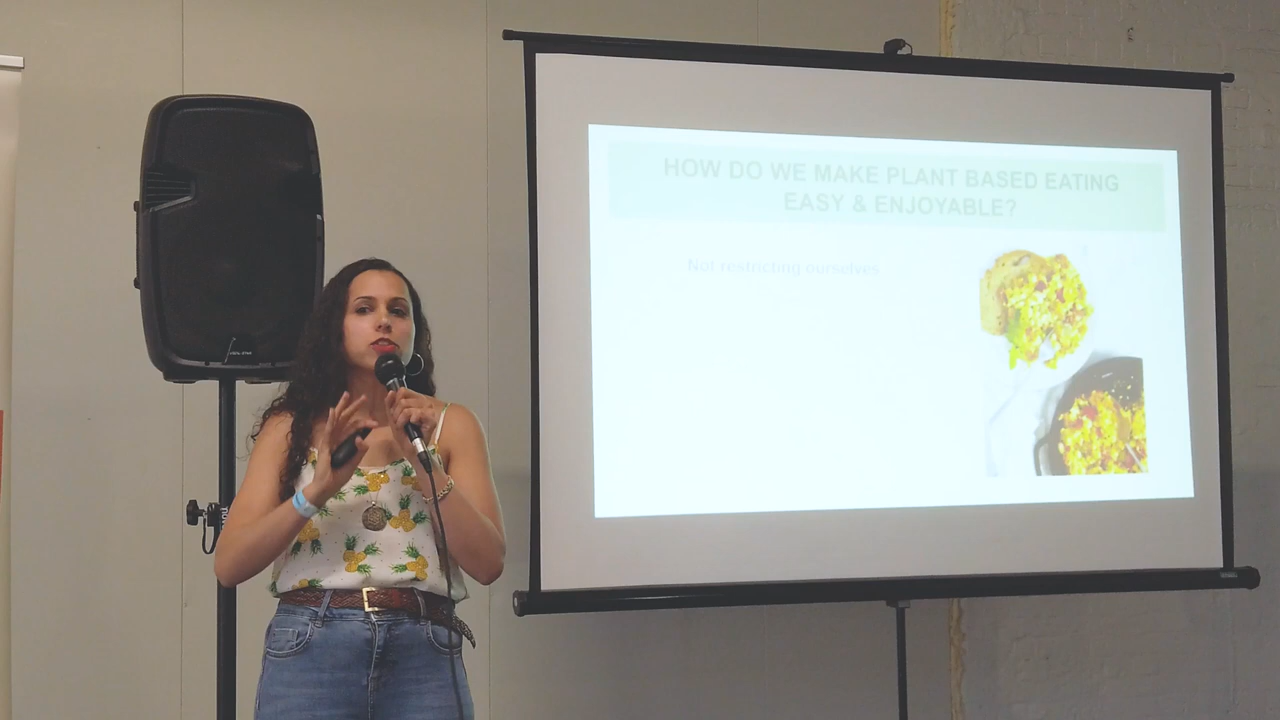 HOW DO WE MAKE PLANT BASED EATING
EASY & ENJOYABLE?
Not restricting ourselves